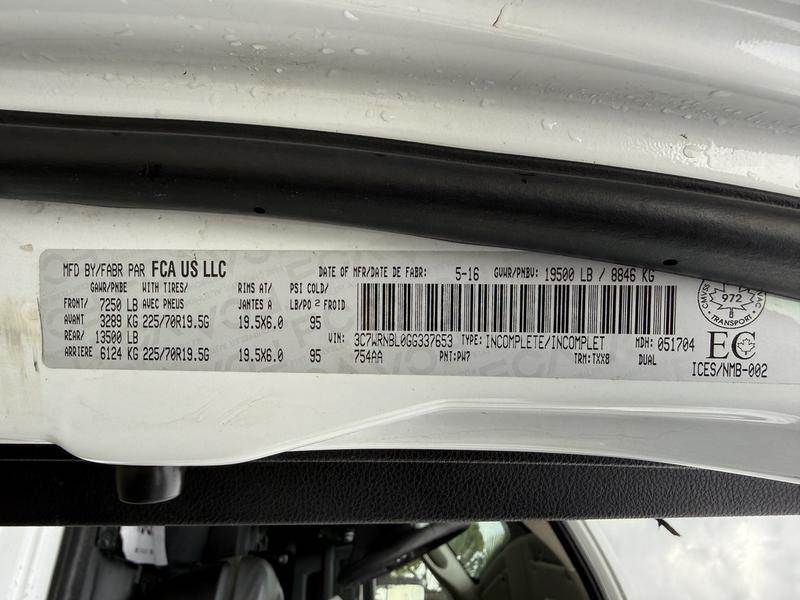 MFD BY/FABR PAR FCA US LLC DATE OF MFR/DATE DE FABR: 5-16 GVWR/PNBV: 19500 LB / 8846 KG
GAWR/PNBE WITH TIRES/ RIMS AT/ PSI COLD/
FRONT/ 7250 LB AVEC PNEUS JANTES A LB/PO 2 FROID
AVANT 3289 KG 225/70R19.5G 19.5X6.0 95
REAR/ 13500 LB
ARRIERE 6124 KG 225/70R19.5G 19.5X6.0 95
VIN: 3C7WRNBL0GG337653 TYPE: INCOMPLETE/INCOMPLET MDH: 051704
754AA PNT: PW7 TRM: TXX8 DUAL
972
TRANSPORT
EC
ICES/NMB-002